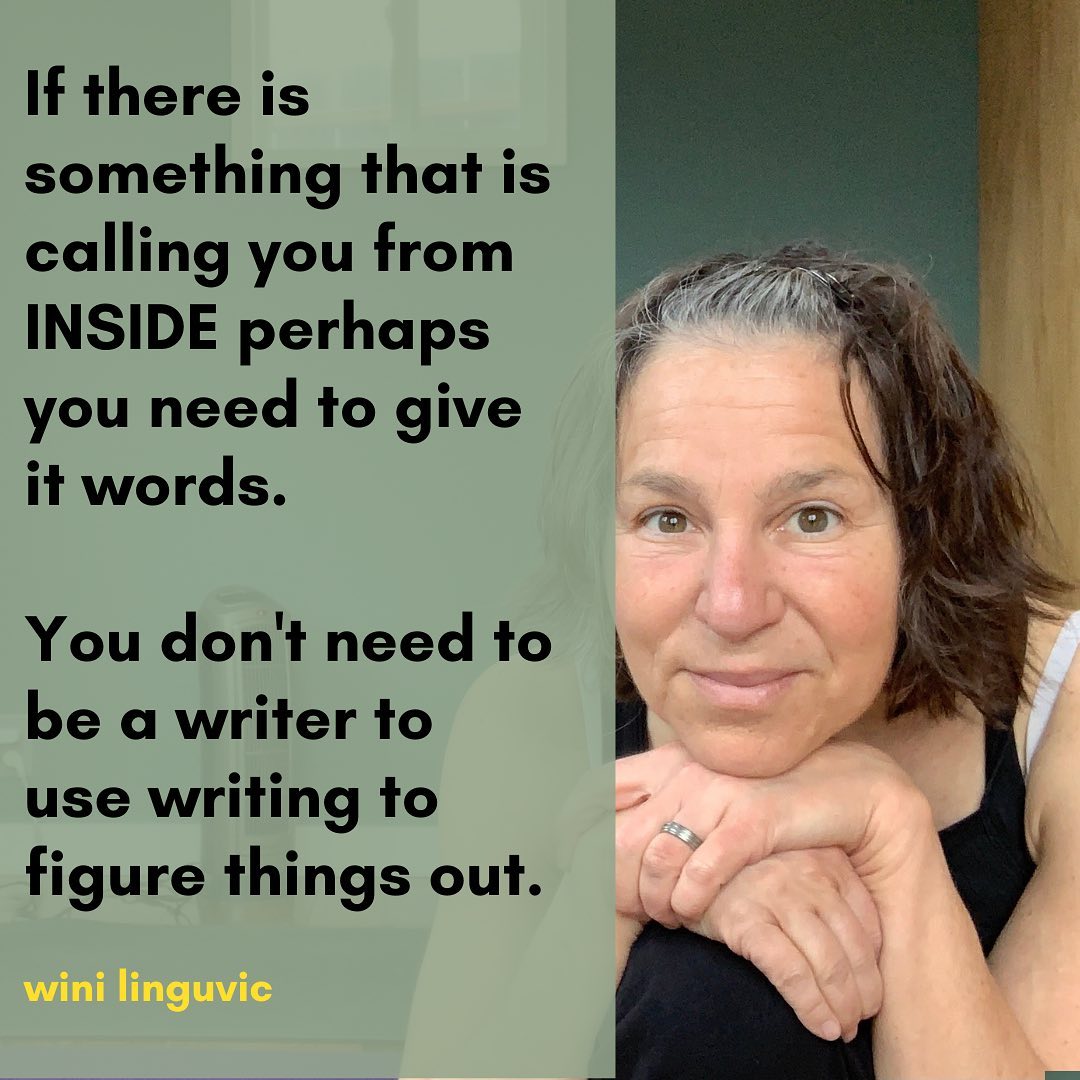 If there is
something that is
calling you from
INSIDE perhaps
you need to give
it words.
You don't need to
be a writer to
use writing to
figure things out.
wini linguvic